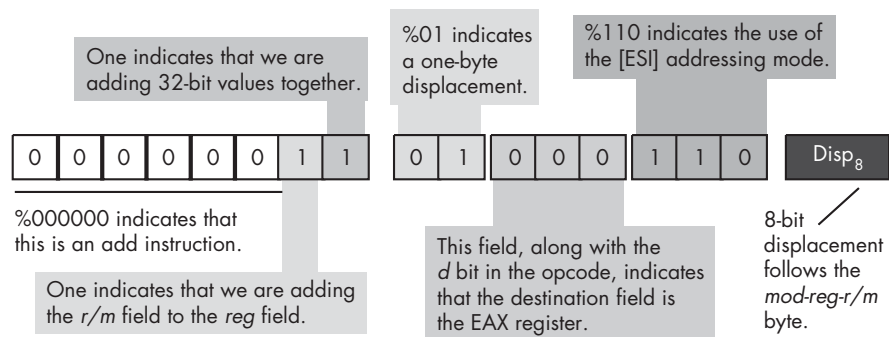 One indicates that we are
adding 32-bit values together.
%01 indicates
a one-byte
displacement.
%110 indicates the use of
the [ESI] addressing mode.
0 0 0 0 0 0 1 1 0 1 0 0 0 1 1 0 Disp8
%000000 indicates that
this is an add instruction.
One indicates that we are adding
the r/m field to the reg field.
This field, along with the
d bit in the opcode, indicates
that the destination field is
the EAX register.
8-bit
displacement
follows the
mod-reg-r/m
byte.